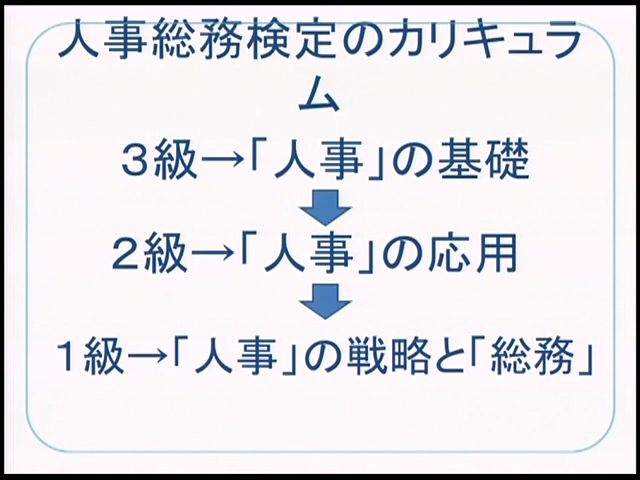 人事総務検定のカリキュラ
ム
３級→「人事」の基礎
２級→「人事」の応用
１級→「人事」の戦略と「総務」